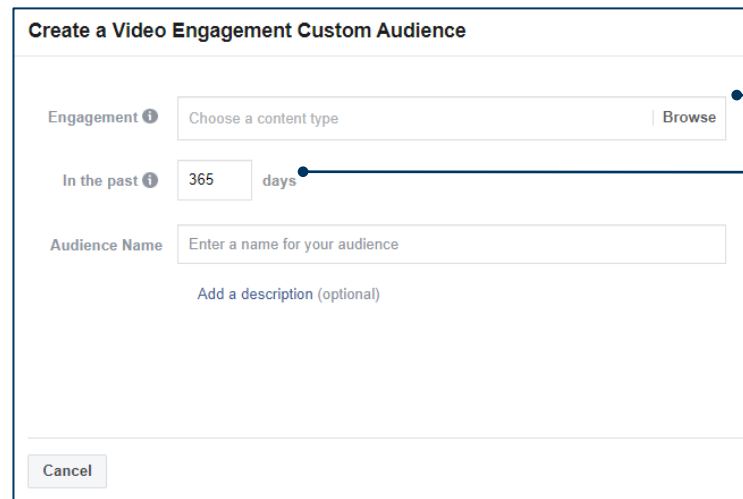 Create a Video Engagement Custom Audience
Engagement Choose a content type Browse
In the past 365 days
Audience Name Enter a name for your audience
Add a description (optional)
Cancel